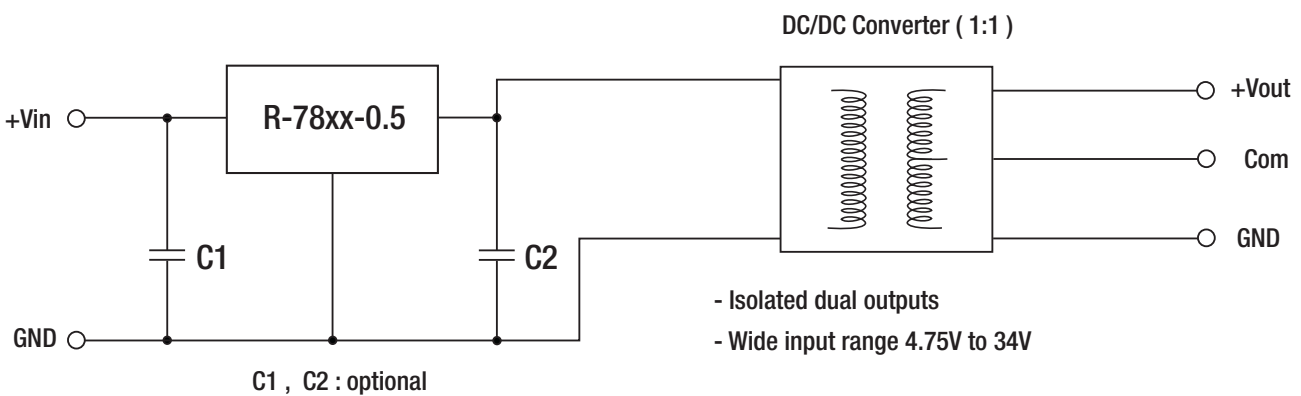 DC/DC Converter ( 1:1 )
+Vin
R-78xx-0.5
+Vout
Com
C1
C2
GND
- Isolated dual outputs
- Wide input range 4.75V to 34V
GND
C1 , C2 : optional